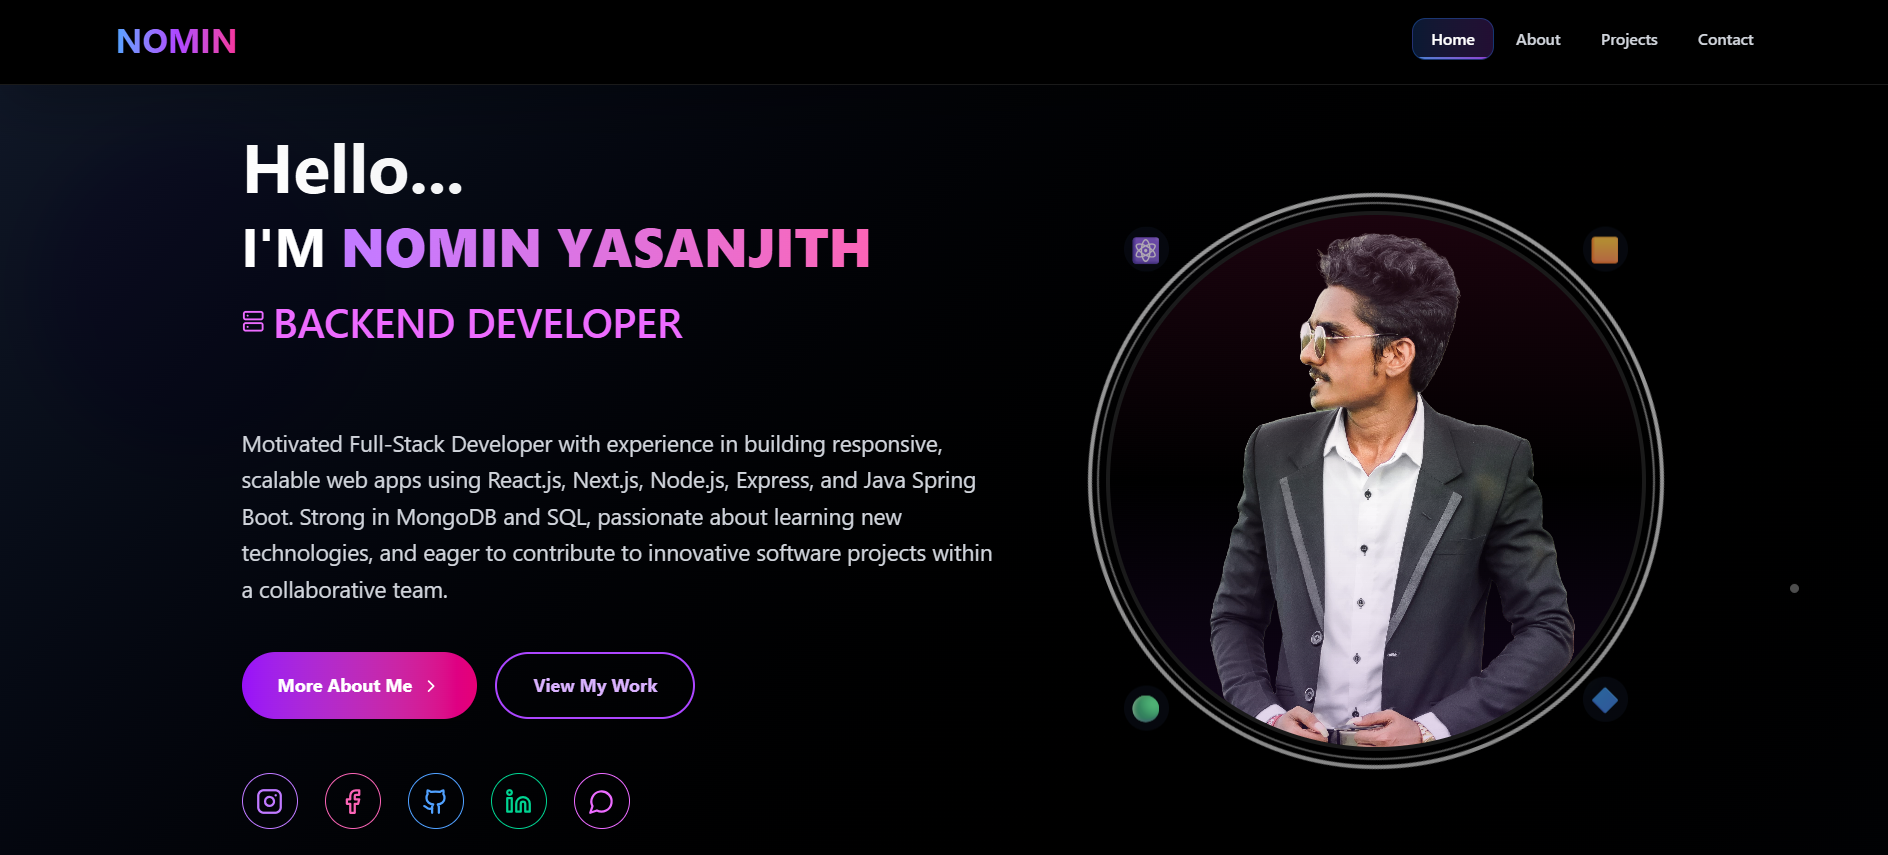 NOMIN
Home
About
Projects
Contact
Hello...
I'M NOMIN YASANJITH
BACKEND DEVELOPER
Motivated Full-Stack Developer with experience in building responsive,
scalable web apps using React.js, Next.js, Node.js, Express, and Java Spring
Boot. Strong in MongoDB and SQL, passionate about learning new
technologies, and eager to contribute to innovative software projects within
a collaborative team.
More About Me
View My Work